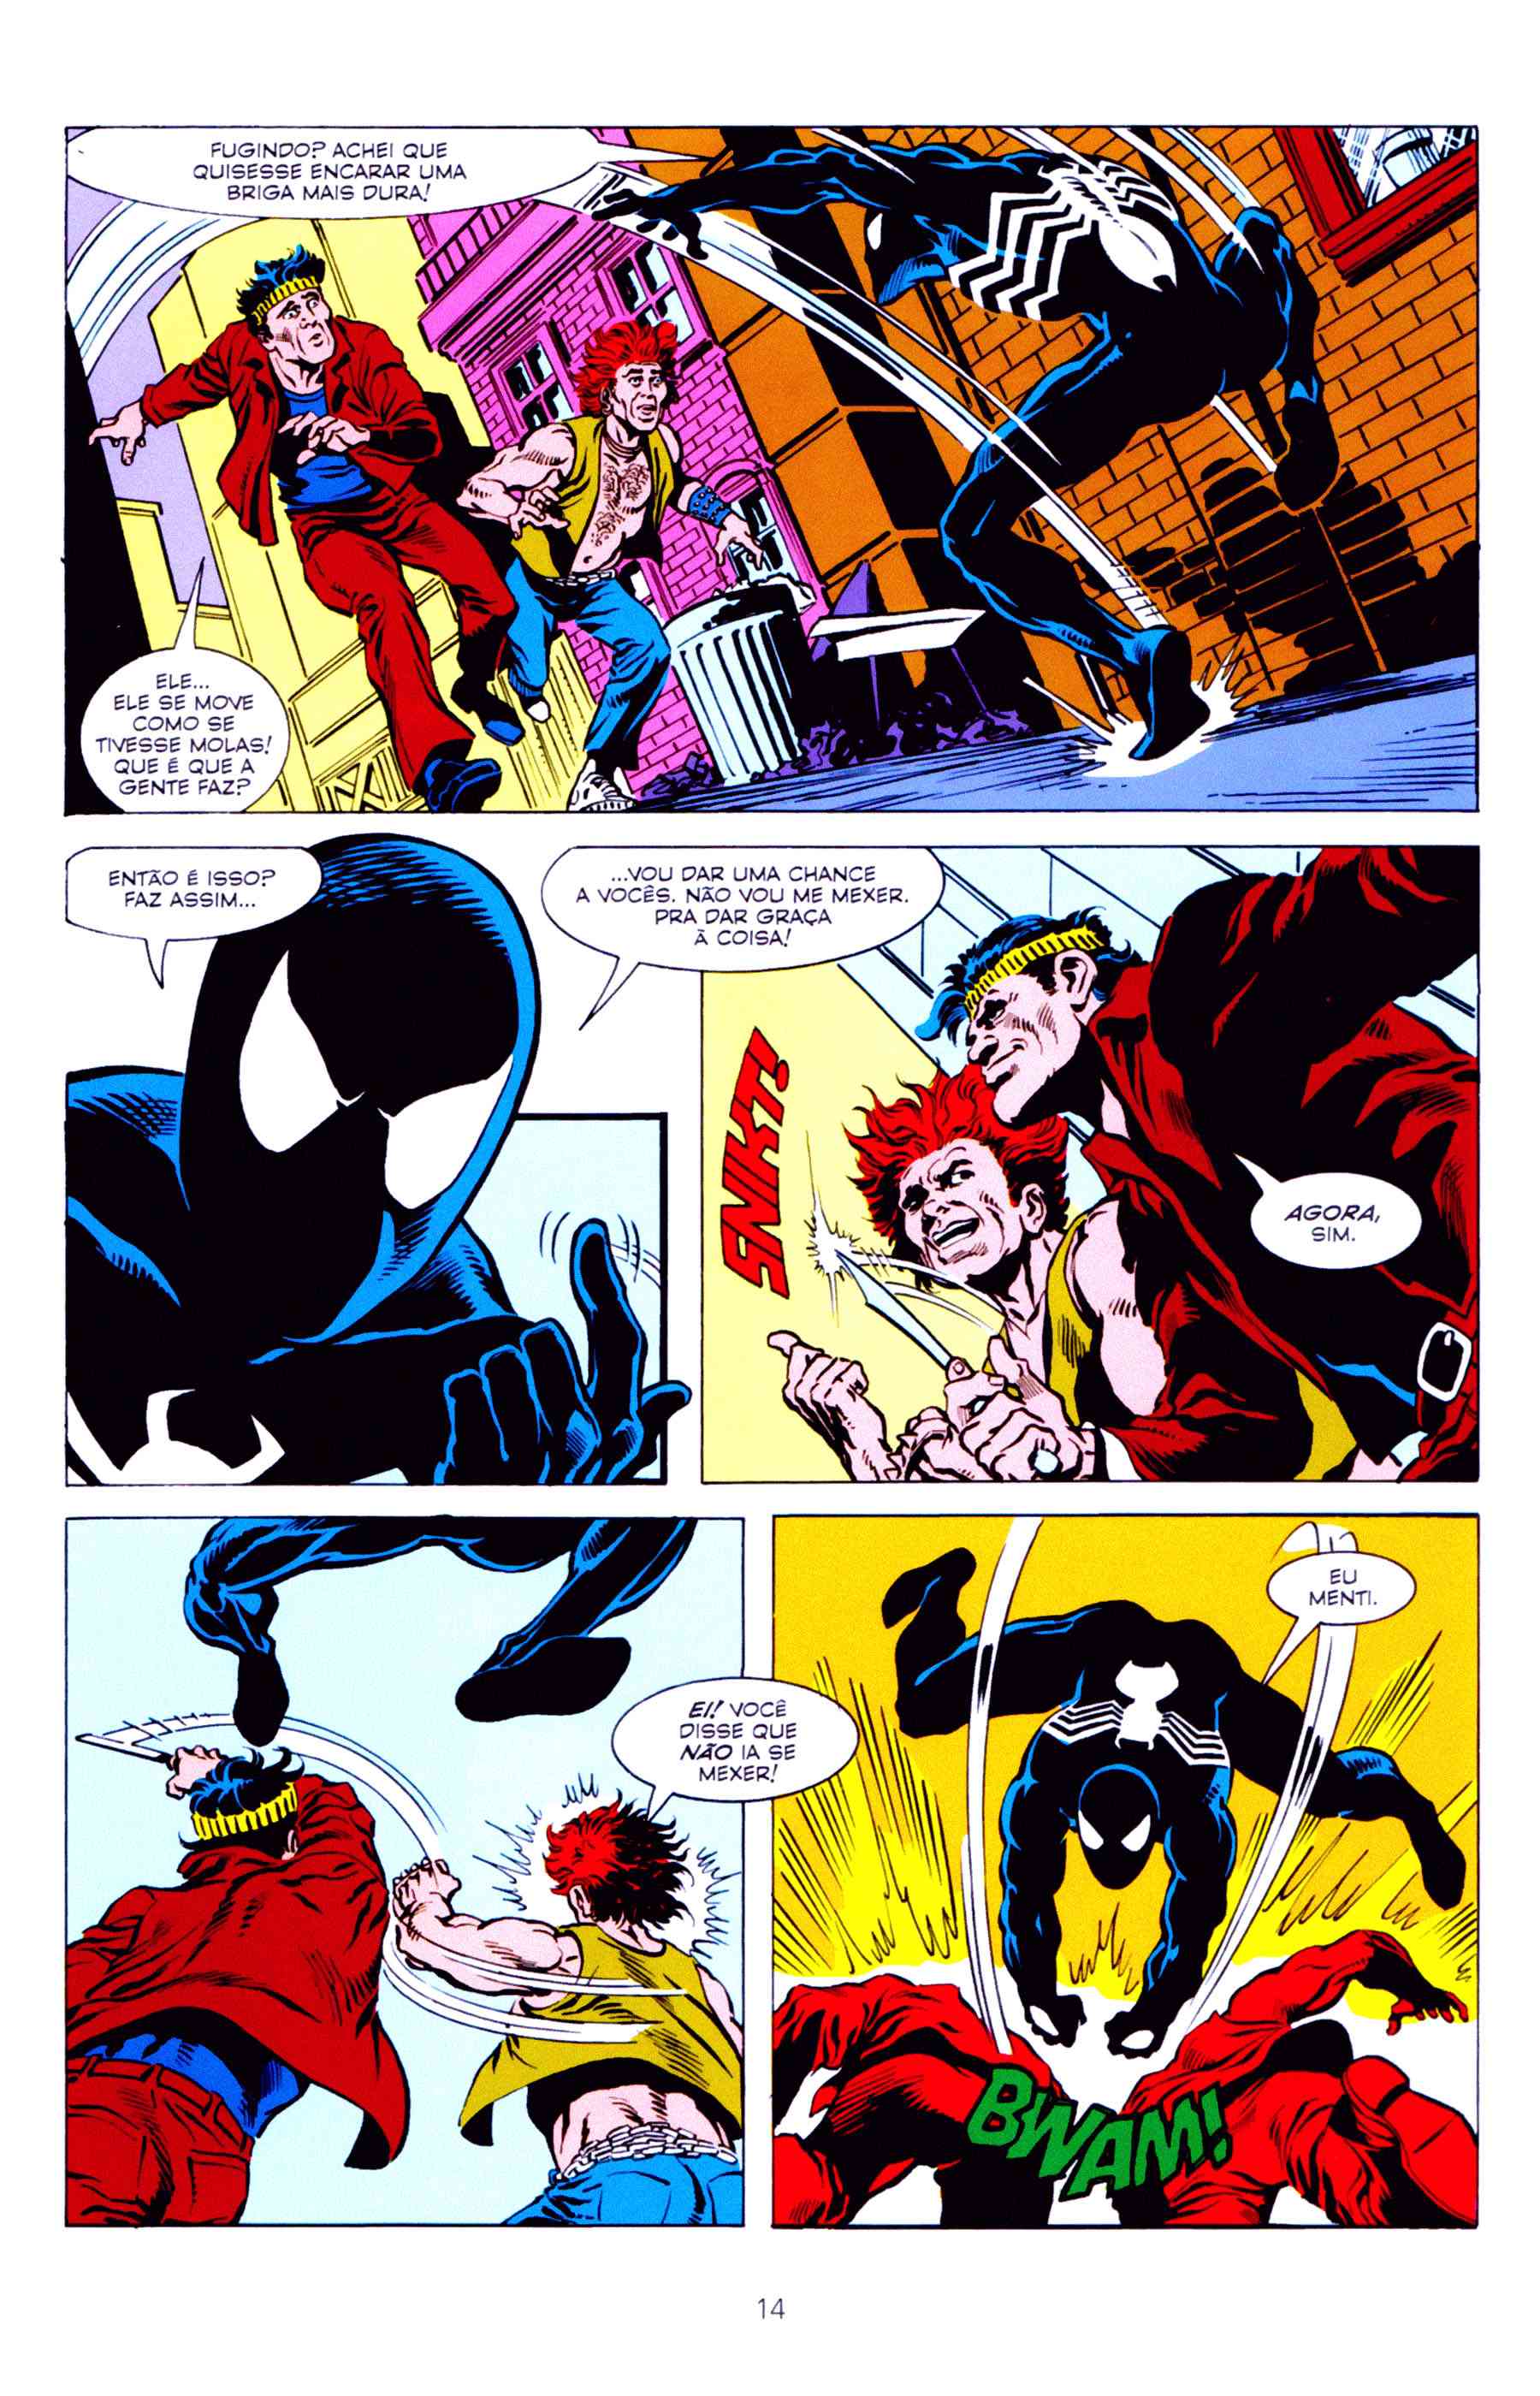 FUGINDO? ACHEI QUE
QUISESSE ENCARAR UMA
BRIGA MAIS DURA!
ELE...
ELE SE MOVE
COMO SE
TIVESSE MOLAS!
QUE É QUE A
GENTE FAZ?
ENTÃO É ISSO?
FAZ ASSIM...
...VOU DAR UMA CHANCE
A VOCÊS. NÃO VOU ME MEXER.
PRA DAR GRAÇA
À COISA!
SNIKT!
AGORA,
SIM.
EI! VOCÊ
DISSE QUE
NÃO IA SE
MEXER!
EU
MENTI.
BWAM!
14